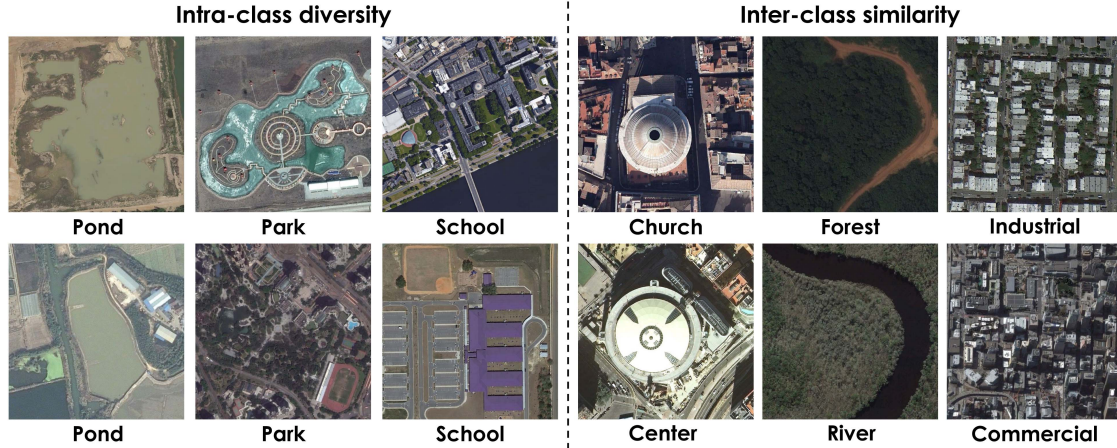 Intra-class diversity
Inter-class similarity
Pond
Park
School
Church
Forest
Industrial
Pond
Park
School
Center
River
Commercial